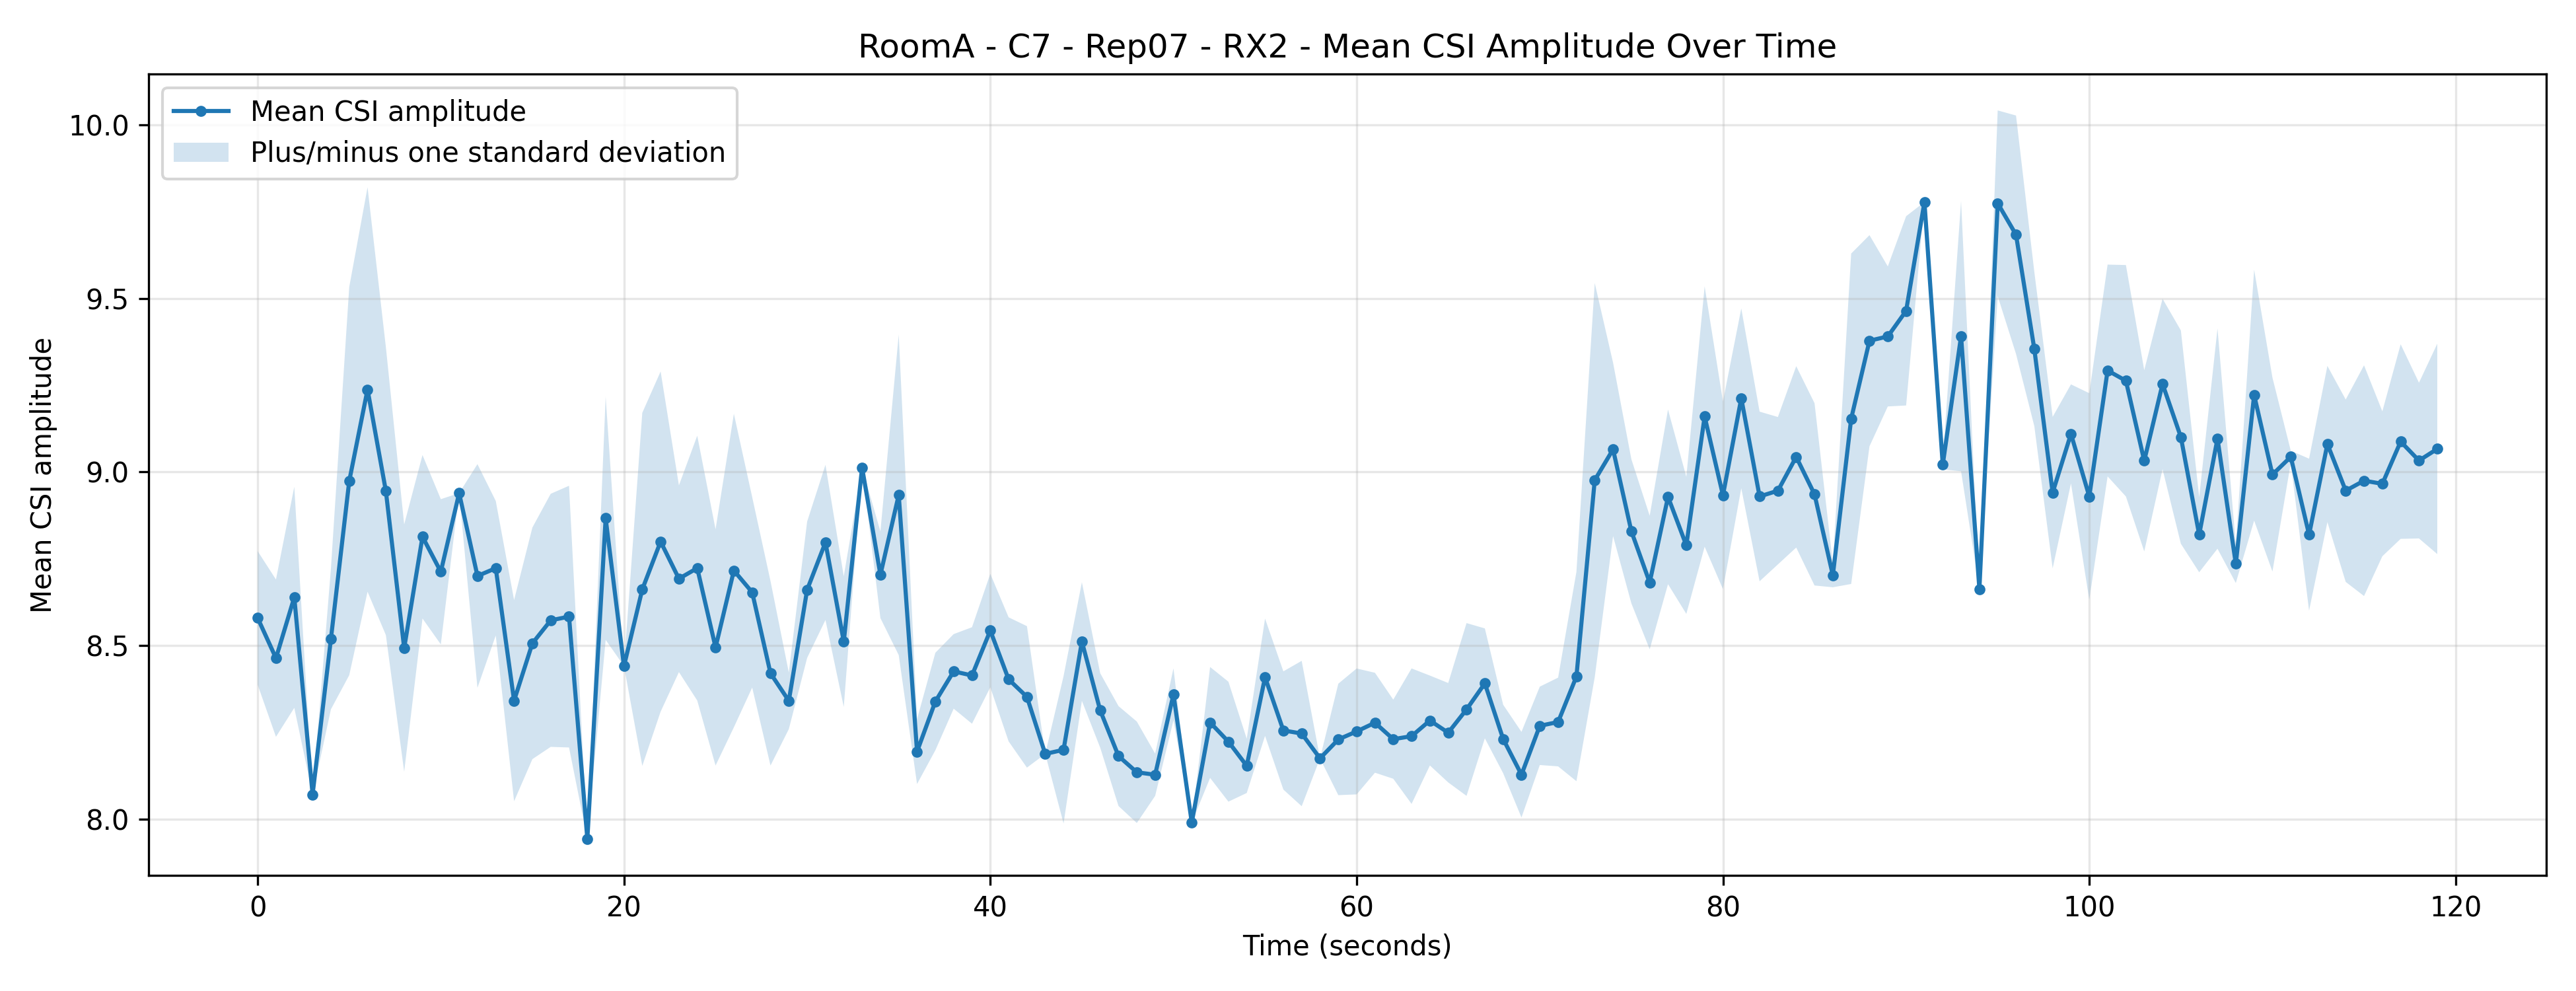 RoomA - C7 - Rep07 - RX2 - Mean CSI Amplitude Over Time
Mean CSI amplitude
Plus/minus one standard deviation
10.0
9.5
9.0
8.5
8.0
Mean CSI amplitude
0 20 40 60 80 100 120
Time (seconds)